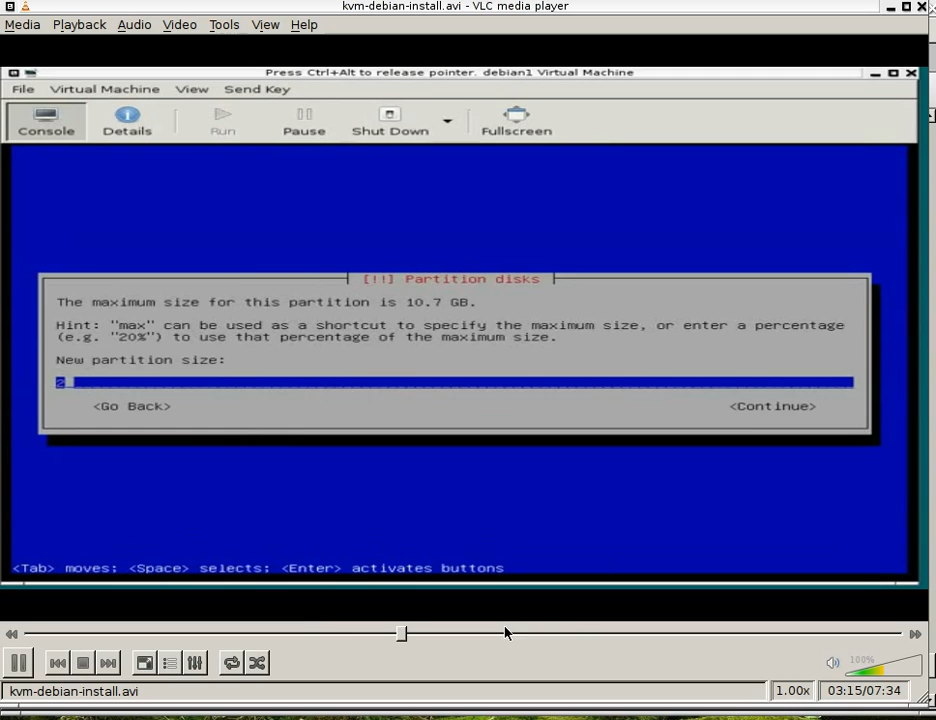 kvm-debian-install.avi - VLC media player
Media Playback Audio Video Tools View Help
Press Ctrl+Alt to release pointer. debian1 Virtual Machine
File Virtual Machine View Send Key
Console Details Run Pause Shut Down Fullscreen
[!!] Partition disks
The maximum size for this partition is 10.7 GB.
Hint: "max" can be used as a shortcut to specify the maximum size, or enter a percentage
(e.g. "20%") to use that percentage of the maximum size.
New partition size:
2
<Go Back> <Continue>
<Tab> moves; <Space> selects; <Enter> activates buttons
100%
kvm-debian-install.avi 1.00x 03:15/07:34